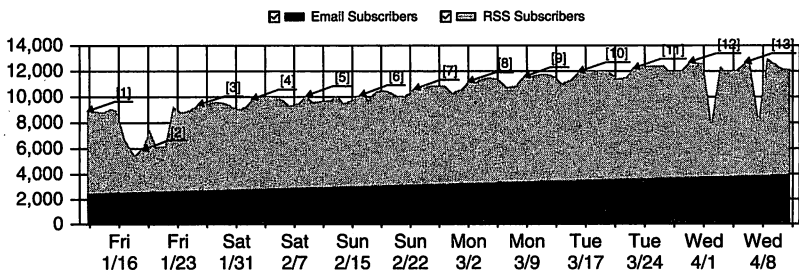 Email Subscribers RSS Subscribers
14,000
12,000
10,000
8,000
6,000
4,000
2,000
0
[1] [2] [3] [4] [5] [6] [7] [8] [9] [10] [11] [12] [13]
Fri Fri Sat Sat Sun Sun Mon Mon Tue Tue Wed Wed
1/16 1/23 1/31 2/7 2/15 2/22 3/2 3/9 3/17 3/24 4/1 4/8